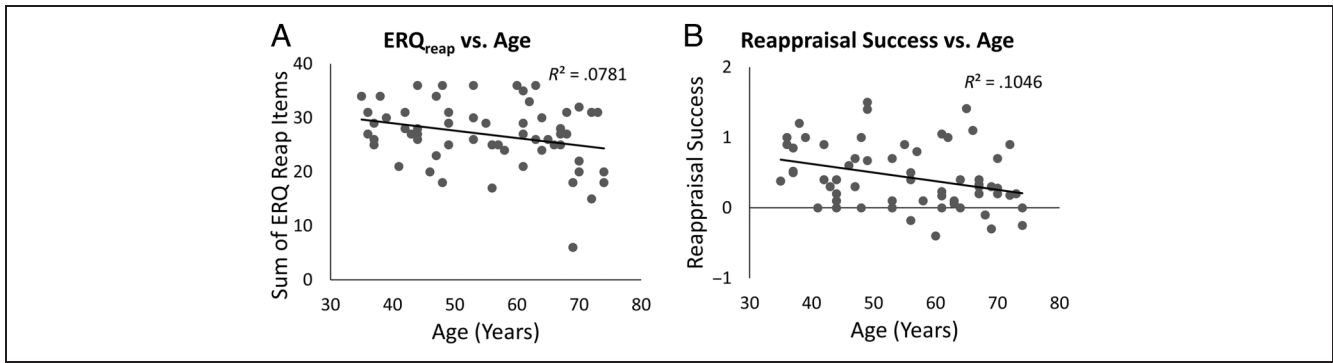 A
ERQreap vs. Age
R² = .0781
Sum of ERQ Reap Items
40
30
20
10
0
30 40 50 60 70 80
Age (Years)
B
Reappraisal Success vs. Age
R² = .1046
Reappraisal Success
2
1
0
−1
30 40 50 60 70 80
Age (Years)